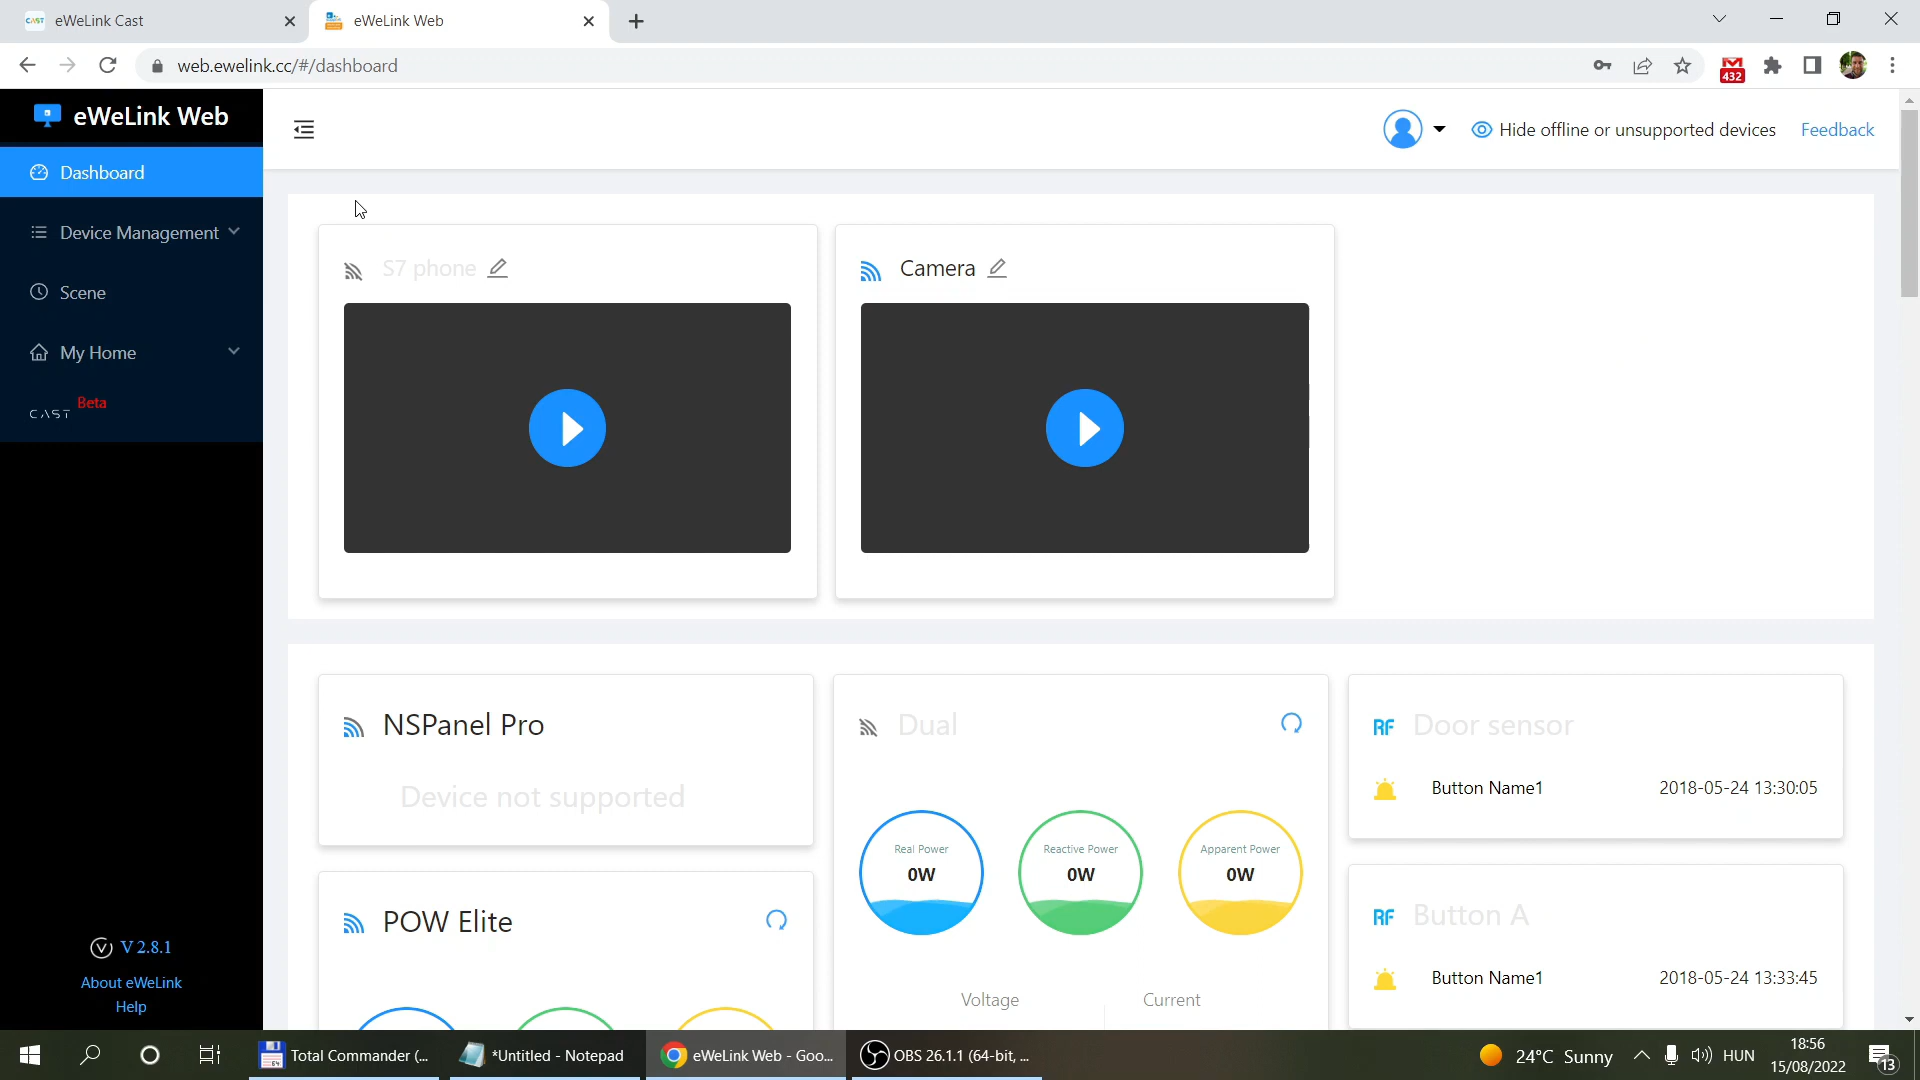 CAST eWeLink Cast
eWeLink Web
web.ewelink.cc/#/dashboard
432
eWeLink Web
Hide offline or unsupported devices
Feedback
Dashboard
Device Management
Scene
My Home
CAST Beta
V 2.8.1
About eWeLink
Help
S7 phone
Camera
NSPanel Pro
Device not supported
POW Elite
Dual
Real Power
0W
Reactive Power
0W
Apparent Power
0W
Voltage
Current
RF Door sensor
Button Name1
2018-05-24 13:30:05
RF Button A
Button Name1
2018-05-24 13:33:45
64
Total Commander (...
*Untitled - Notepad
eWeLink Web - Goo...
OBS 26.1.1 (64-bit, ...
24°C Sunny
HUN
18:56
15/08/2022
13